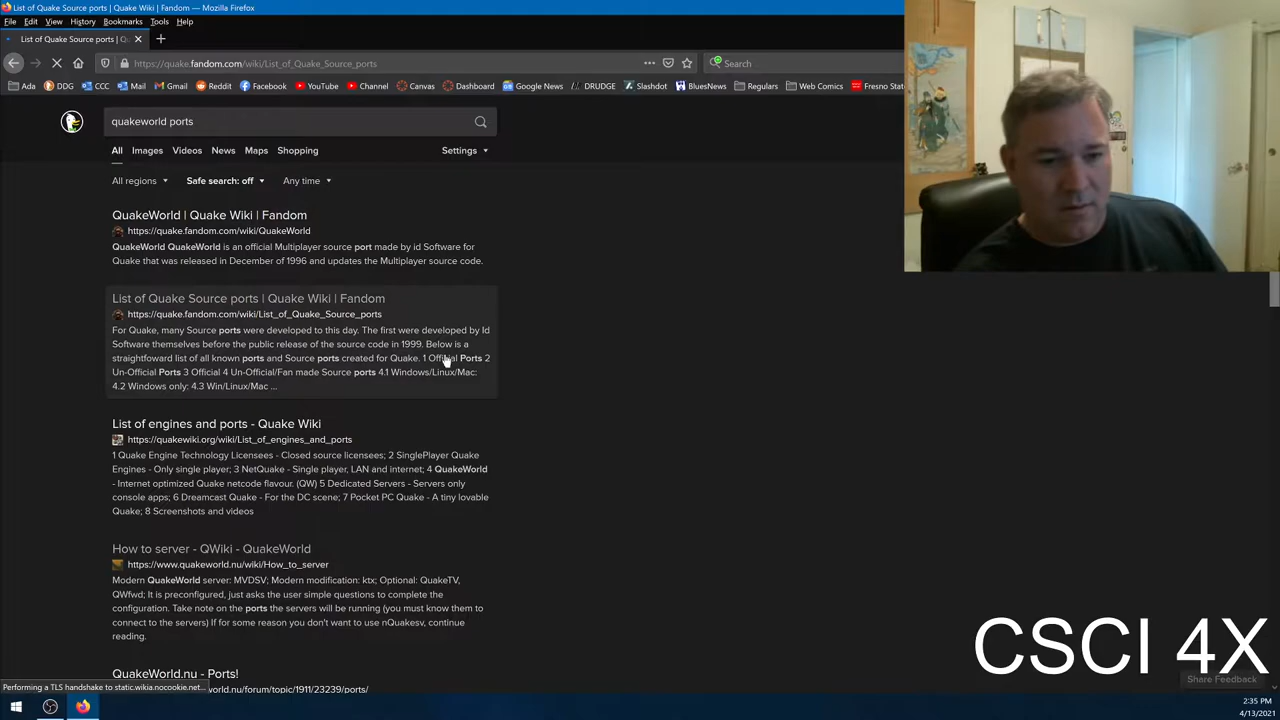 List of Quake Source ports | Quake Wiki | Fandom — Mozilla Firefox
File Edit View History Bookmarks Tools Help
List of Quake Source ports | Qu
https://quake.fandom.com/wiki/List_of_Quake_Source_ports
Search
Ada DDG CCC Mail Gmail Reddit Facebook YouTube Channel Canvas Dashboard Google News DRUDGE Slashdot BluesNews Regulars Web Comics Fresno Stat
quakeworld ports
All Images Videos News Maps Shopping Settings
All regions Safe search: off Any time
QuakeWorld | Quake Wiki | Fandom
https://quake.fandom.com/wiki/QuakeWorld
QuakeWorld QuakeWorld is an official Multiplayer source port made by id Software for
Quake that was released in December of 1996 and updates the Multiplayer source code.
List of Quake Source ports | Quake Wiki | Fandom
https://quake.fandom.com/wiki/List_of_Quake_Source_ports
For Quake, many Source ports were developed to this day. The first were developed by Id
Software themselves before the public release of the source code in 1999. Below is a
straightfoward list of all known ports and Source ports created for Quake. 1 Official Ports 2
Un-Official Ports 3 Official 4 Un-Official/Fan made Source ports 4.1 Windows/Linux/Mac:
4.2 Windows only: 4.3 Win/Linux/Mac ...
List of engines and ports - Quake Wiki
https://quakewiki.org/wiki/List_of_engines_and_ports
1 Quake Engine Technology Licensees - Closed source licensees; 2 SinglePlayer Quake
Engines - Only single player; 3 NetQuake - Single player, LAN and internet; 4 QuakeWorld
- Internet optimized Quake netcode flavour. (QW) 5 Dedicated Servers - Servers only
console apps; 6 Dreamcast Quake - For the DC scene; 7 Pocket PC Quake - A tiny lovable
Quake; 8 Screenshots and videos
How to server - QWiki - QuakeWorld
https://www.quakeworld.nu/wiki/How_to_server
Modern QuakeWorld server: MVDSV; Modern modification: ktx; Optional: QuakeTV,
QWfwd; It is preconfigured, just asks the user simple questions to complete the
configuration. Take note on the ports the servers will be running (you must know them to
connect to the servers) If for some reason you don't want to use nQuakesv, continue
reading.
QuakeWorld.nu - Ports!
ld.nu/forum/topic/1911/23239/ports/
Performing a TLS handshake to static.wikia.nocookie.net...
CSCI 4X
Share Feedback
2:35 PM
4/13/2021